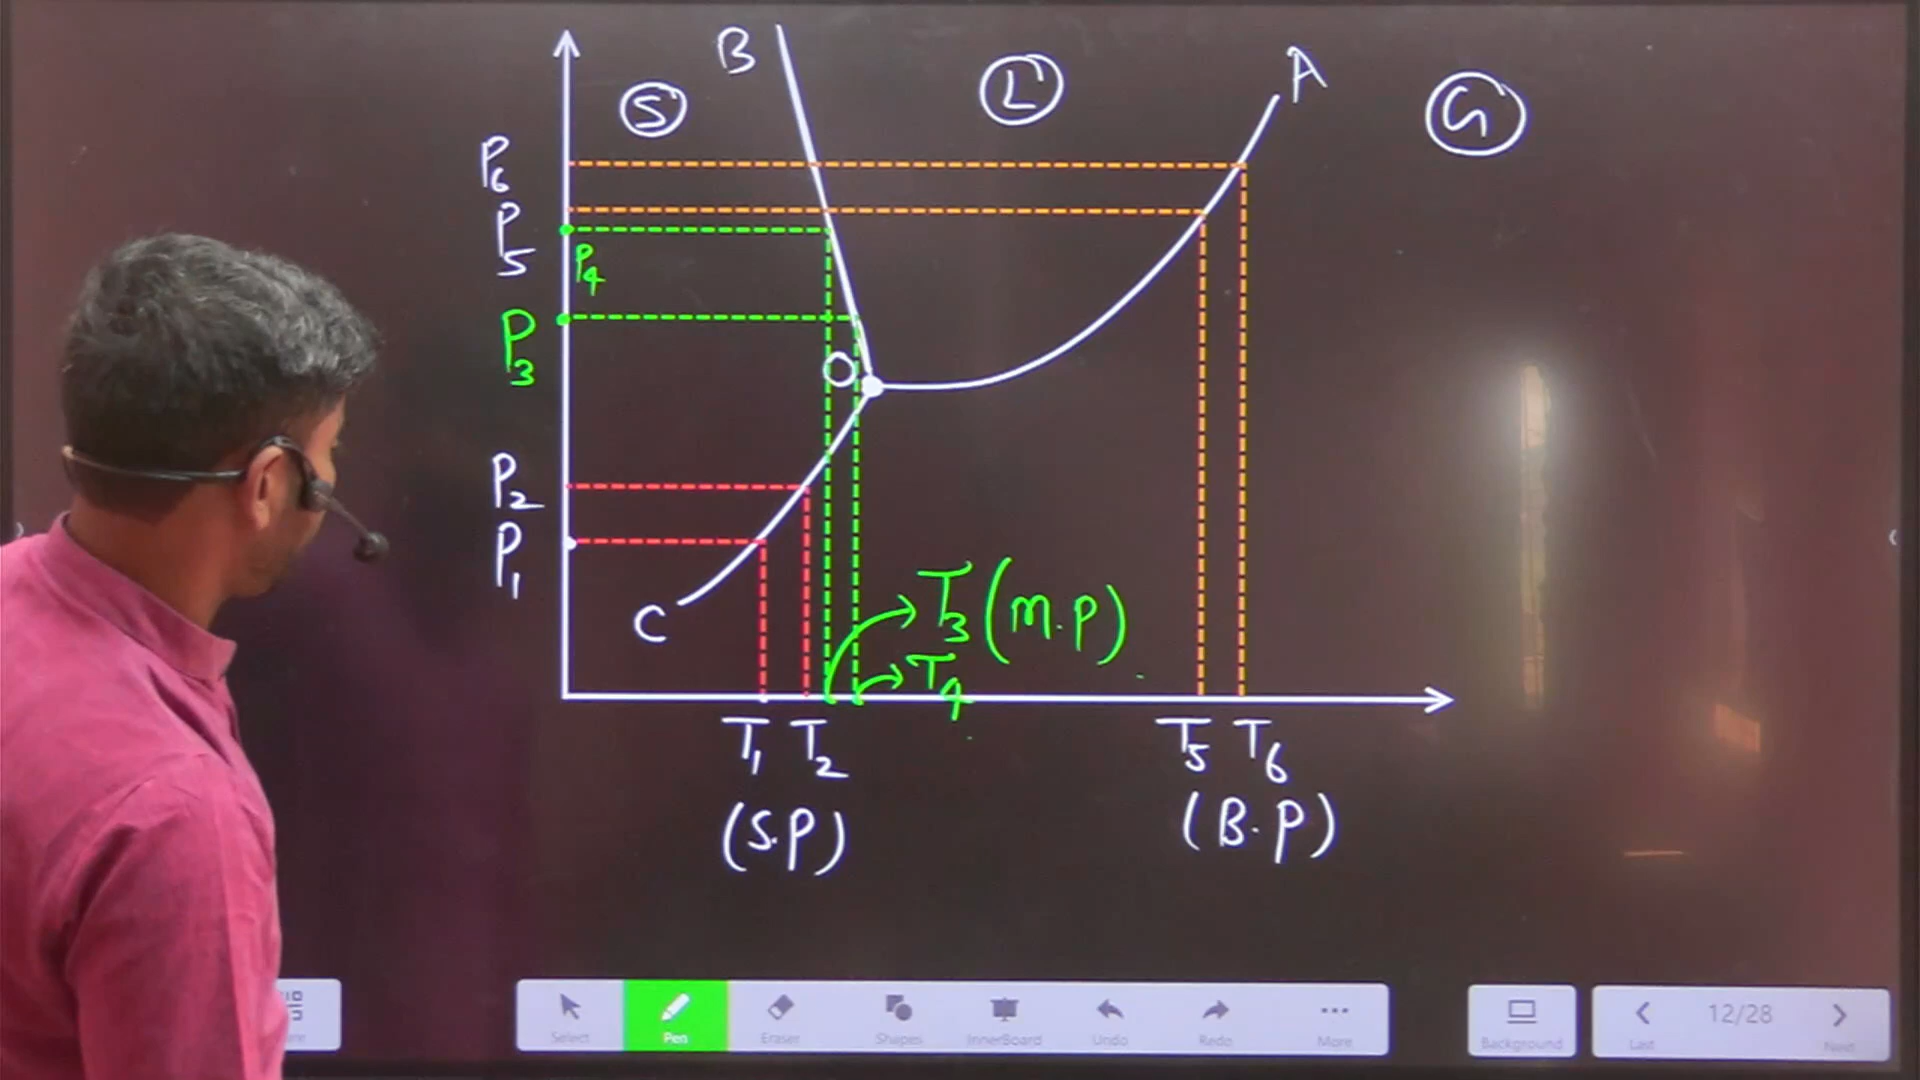 B
A
S
L
G
P6
P5
P4
P3
O
P2
P1
C
T3 (M.P)
T4
T1 T2
T5 T6
(S.P)
(B.P)
Select
Pen
Eraser
Shapes
InnerBoard
Undo
Redo
More
Background
Last
12/28
Next